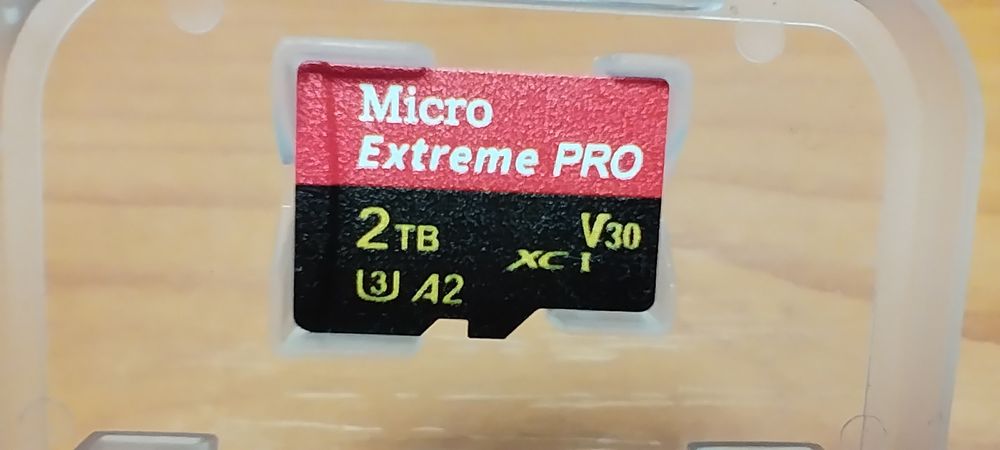 Micro
Extreme PRO
2TB V30
XC I
U3 A2